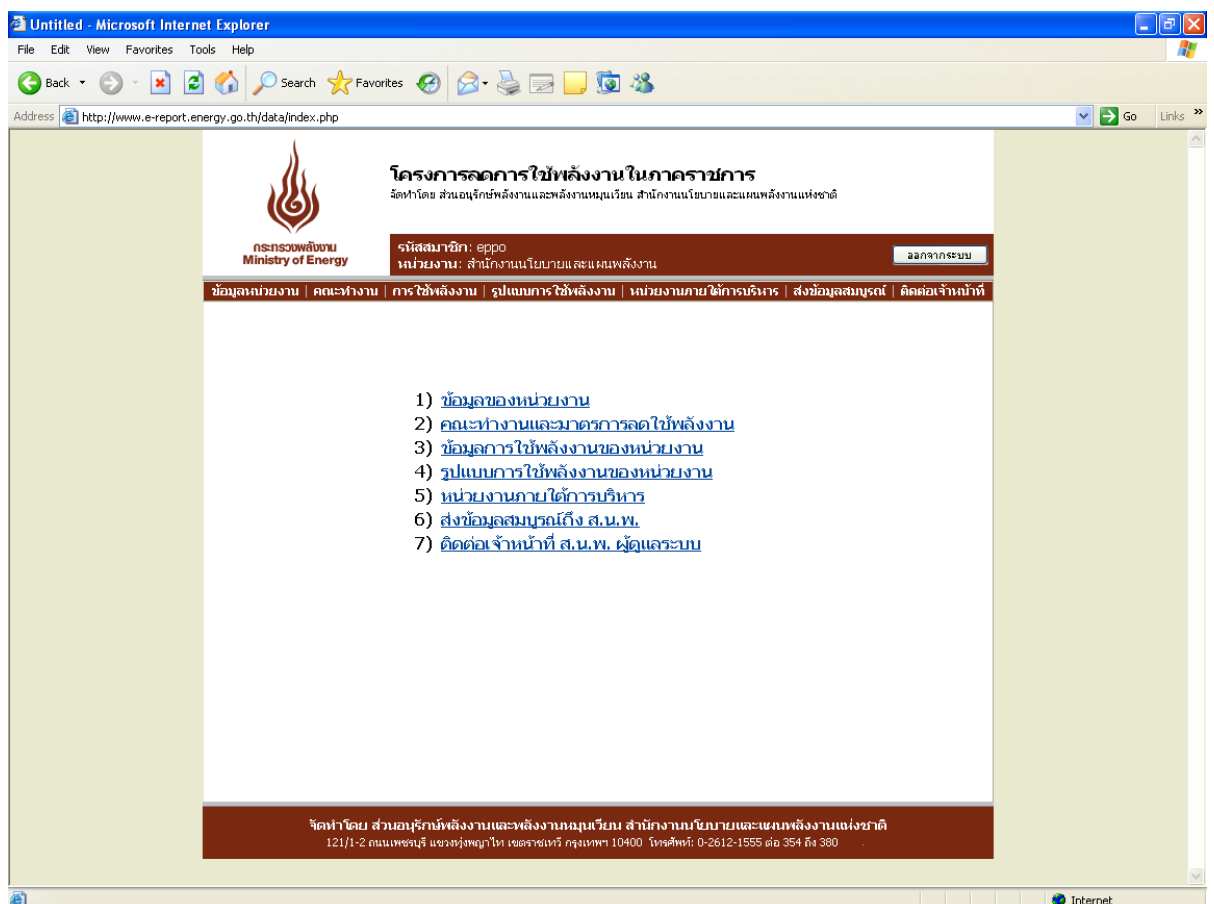 Untitled - Microsoft Internet Explorer
File Edit View Favorites Tools Help
Back Search Favorites
Address http://www.e-report.energy.go.th/data/index.php Go Links »
โครงการลดการใช้พลังงานในภาคราชการ
จัดทำโดย ส่วนอนุรักษ์พลังงานและพลังงานหมุนเวียน สำนักงานนโยบายและแผนพลังงานแห่งชาติ
กระทรวงพลังงาน
Ministry of Energy
รหัสสมาชิก: eppo
หน่วยงาน: สำนักงานนโยบายและแผนพลังงาน
ออกจากระบบ
ข้อมูลหน่วยงาน | คณะทำงาน | การใช้พลังงาน | รูปแบบการใช้พลังงาน | หน่วยงานภายใต้การบริหาร | ส่งข้อมูลสมบูรณ์ | ติดต่อเจ้าหน้าที่
1) ข้อมูลของหน่วยงาน
2) คณะทำงานและมาตรการลดใช้พลังงาน
3) ข้อมูลการใช้พลังงานของหน่วยงาน
4) รูปแบบการใช้พลังงานของหน่วยงาน
5) หน่วยงานภายใต้การบริหาร
6) ส่งข้อมูลสมบูรณ์ถึง ส.น.พ.
7) ติดต่อเจ้าหน้าที่ ส.น.พ. ผู้ดูแลระบบ
จัดทำโดย ส่วนอนุรักษ์พลังงานและพลังงานหมุนเวียน สำนักงานนโยบายและแผนพลังงานแห่งชาติ
121/1-2 ถนนเพชรบุรี แขวงทุ่งพญาไท เขตราชเทวี กรุงเทพฯ 10400 โทรศัพท์: 0-2612-1555 ต่อ 354 ถึง 380
Internet